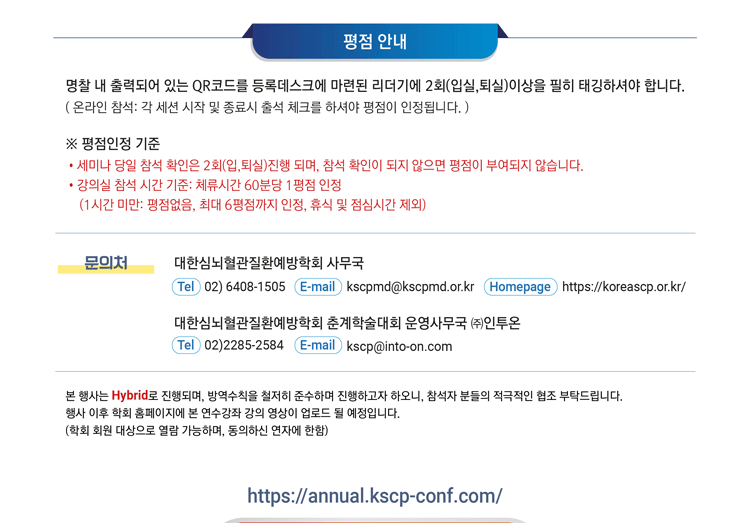 평점 안내
명찰 내 출력되어 있는 QR코드를 등록데스크에 마련된 리더기에 2회(입실,퇴실)이상을 필히 태깅하셔야 합니다.
( 온라인 참석: 각 세션 시작 및 종료시 출석 체크를 하셔야 평점이 인정됩니다. )
※ 평점인정 기준
• 세미나 당일 참석 확인은 2회(입,퇴실)진행 되며, 참석 확인이 되지 않으면 평점이 부여되지 않습니다.
• 강의실 참석 시간 기준: 체류시간 60분당 1평점 인정
(1시간 미만: 평점없음, 최대 6평점까지 인정, 휴식 및 점심시간 제외)
문의처
대한심뇌혈관질환예방학회 사무국
Tel 02) 6408-1505 E-mail kscpmd@kscpmd.or.kr Homepage https://koreascp.or.kr/
대한심뇌혈관질환예방학회 춘계학술대회 운영사무국 ㈜인투온
Tel 02)2285-2584 E-mail kscp@into-on.com
본 행사는 Hybrid로 진행되며, 방역수칙을 철저히 준수하며 진행하고자 하오니, 참석자 분들의 적극적인 협조 부탁드립니다.
행사 이후 학회 홈페이지에 본 연수강좌 강의 영상이 업로드 될 예정입니다.
(학회 회원 대상으로 열람 가능하며, 동의하신 연자에 한함)
https://annual.kscp-conf.com/